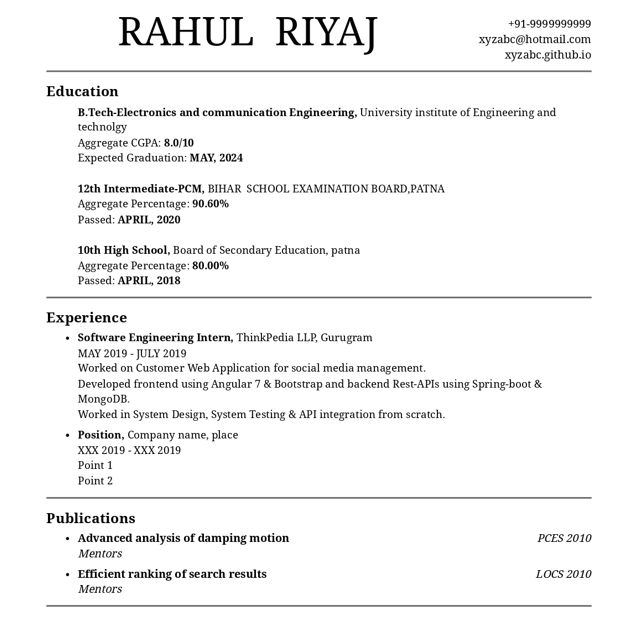 RAHUL RIYAJ
+91-9999999999
xyzabc@hotmail.com
xyzabc.github.io
Education
B.Tech-Electronics and communication Engineering, University institute of Engineering and
technolgy
Aggregate CGPA: 8.0/10
Expected Graduation: MAY, 2024
12th Intermediate-PCM, BIHAR SCHOOL EXAMINATION BOARD,PATNA
Aggregate Percentage: 90.60%
Passed: APRIL, 2020
10th High School, Board of Secondary Education, patna
Aggregate Percentage: 80.00%
Passed: APRIL, 2018
Experience
• Software Engineering Intern, ThinkPedia LLP, Gurugram
MAY 2019 - JULY 2019
Worked on Customer Web Application for social media management.
Developed frontend using Angular 7 & Bootstrap and backend Rest-APIs using Spring-boot &
MongoDB.
Worked in System Design, System Testing & API integration from scratch.
• Position, Company name, place
XXX 2019 - XXX 2019
Point 1
Point 2
Publications
• Advanced analysis of damping motion PCES 2010
Mentors
• Efficient ranking of search results LOCS 2010
Mentors